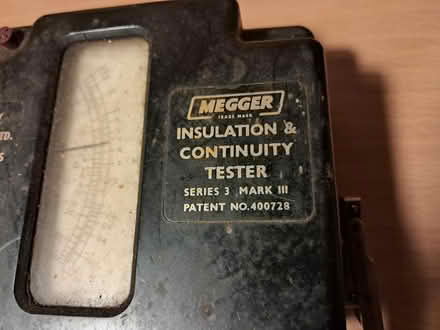 MEGGER
TRADE MARK
INSULATION &
CONTINUITY
TESTER
SERIES 3 MARK III
PATENT NO. 400728